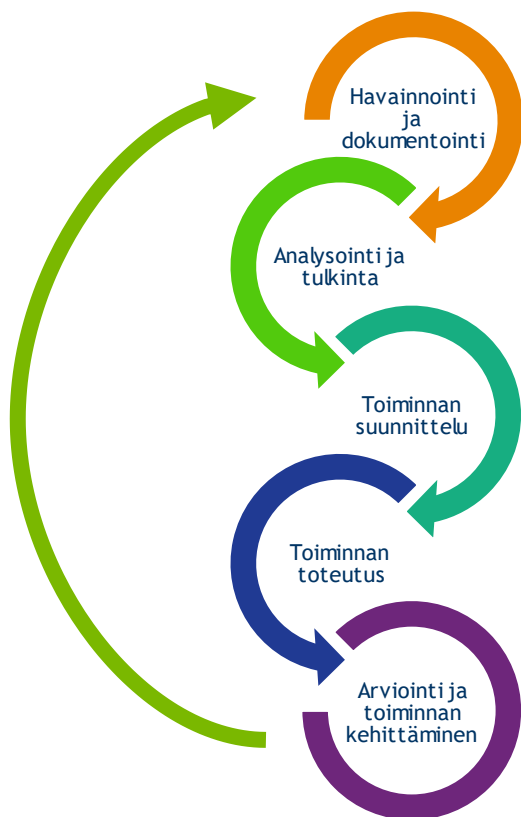 Havainnointi
ja
dokumentointi
Analysointi ja
tulkinta
Toiminnan
suunnittelu
Toiminnan
toteutus
Arviointi ja
toiminnan
kehittäminen